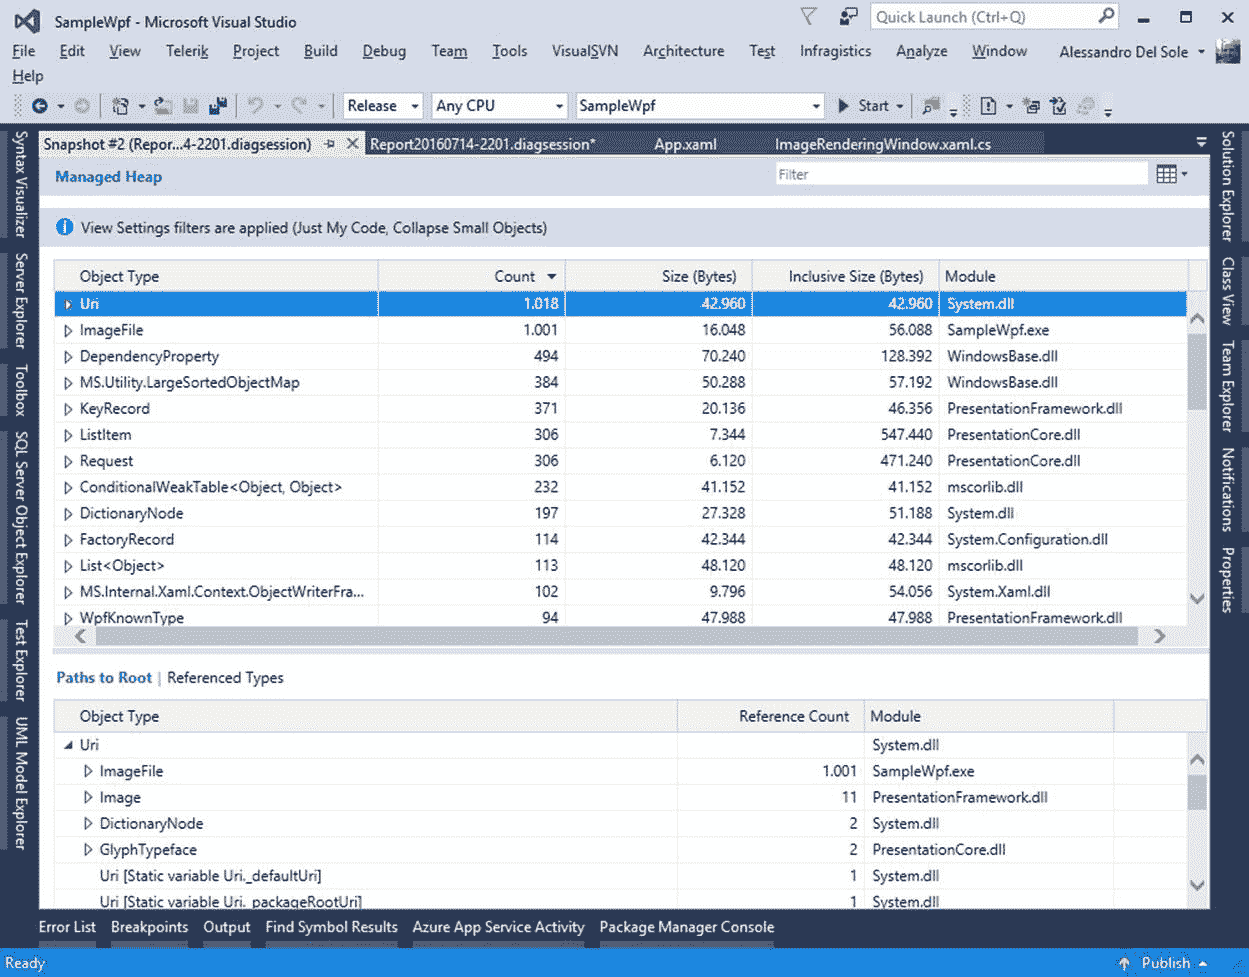 SampleWpf - Microsoft Visual Studio
Quick Launch (Ctrl+Q)
File Edit View Telerik Project Build Debug Team Tools VisualSVN Architecture Test Infragistics Analyze Window Alessandro Del Sole
Help
Release Any CPU SampleWpf Start
Snapshot #2 (Repor...4-2201.diagsession) Report20160714-2201.diagsession* App.xaml ImageRenderingWindow.xaml.cs
Managed Heap Filter
View Settings filters are applied (Just My Code, Collapse Small Objects)
Object Type Count Size (Bytes) Inclusive Size (Bytes) Module
Uri 1.018 42.960 42.960 System.dll
ImageFile 1.001 16.048 56.088 SampleWpf.exe
DependencyProperty 494 70.240 128.392 WindowsBase.dll
MS.Utility.LargeSortedObjectMap 384 50.288 57.192 WindowsBase.dll
KeyRecord 371 20.136 46.356 PresentationFramework.dll
ListItem 306 7.344 547.440 PresentationCore.dll
Request 306 6.120 471.240 PresentationCore.dll
ConditionalWeakTable<Object, Object> 232 41.152 41.152 mscorlib.dll
DictionaryNode 197 27.328 51.188 System.dll
FactoryRecord 114 42.344 42.344 System.Configuration.dll
List<Object> 113 48.120 48.120 mscorlib.dll
MS.Internal.Xaml.Context.ObjectWriterFra... 102 9.796 54.056 System.Xaml.dll
WpfKnownType 94 47.988 47.988 PresentationFramework.dll
Paths to Root | Referenced Types
Object Type Reference Count Module
Uri System.dll
ImageFile 1.001 SampleWpf.exe
Image 11 PresentationFramework.dll
DictionaryNode 2 System.dll
GlyphTypeface 2 PresentationCore.dll
Uri [Static variable Uri._defaultUri] 1 System.dll
Uri [Static variable Uri._packageRootUri] 1 System.dll
Syntax Visualizer
Server Explorer
Toolbox
SQL Server Object Explorer
Test Explorer
UML Model Explorer
Solution Explorer
Class View
Team Explorer
Notifications
Properties
Error List Breakpoints Output Find Symbol Results Azure App Service Activity Package Manager Console
Ready Publish